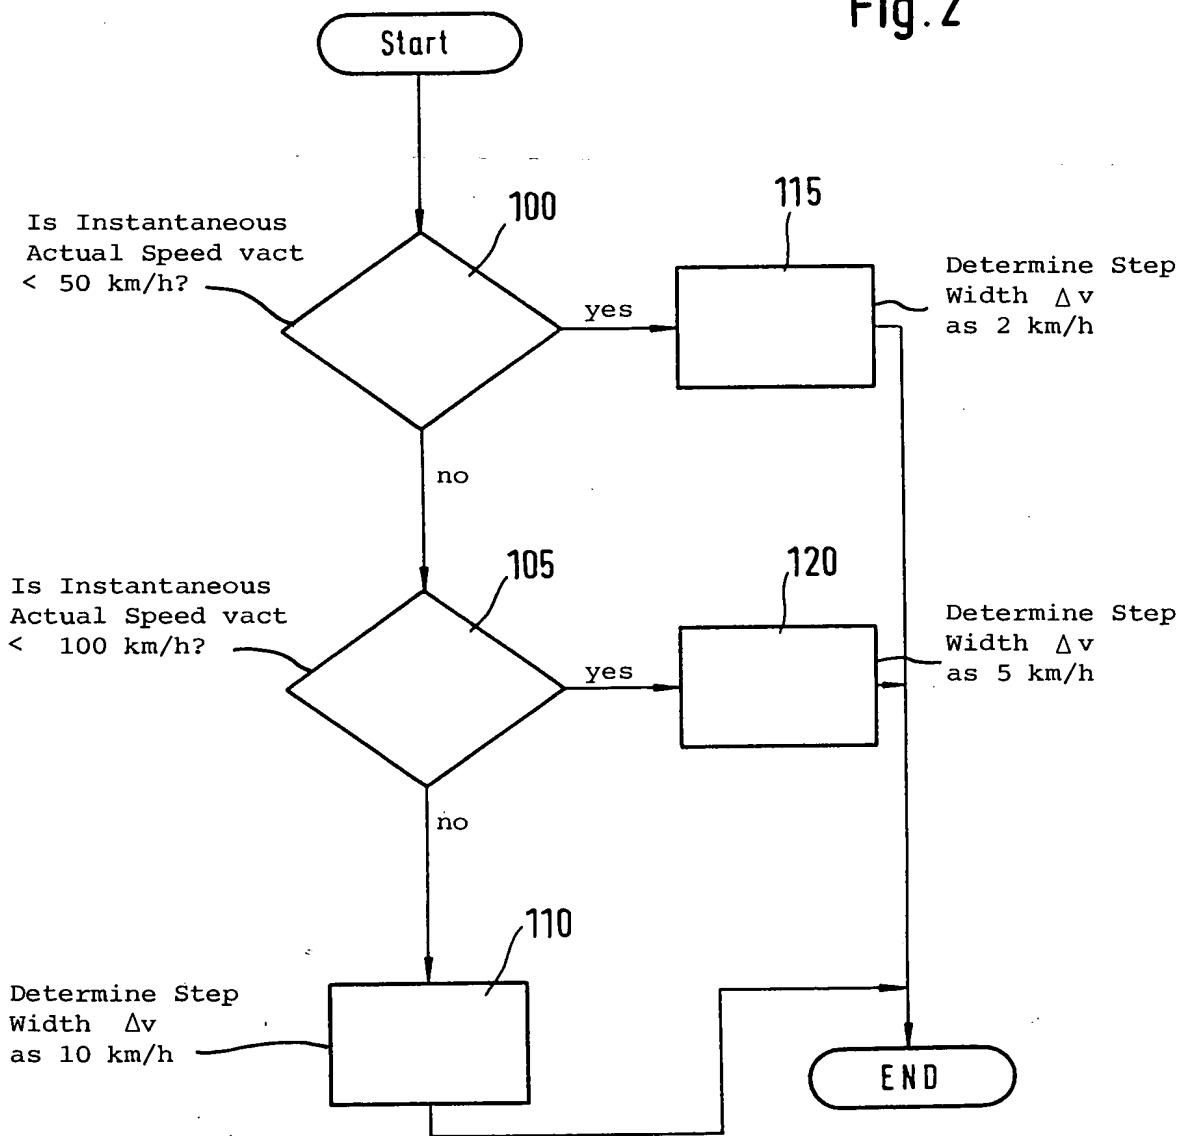 Fig. 2
Start
100
Is Instantaneous
Actual Speed vact
< 50 km/h?
yes
115
Determine Step
Width Δv
as 2 km/h
no
105
Is Instantaneous
Actual Speed vact
< 100 km/h?
yes
120
Determine Step
Width Δv
as 5 km/h
no
110
Determine Step
Width Δv
as 10 km/h
END